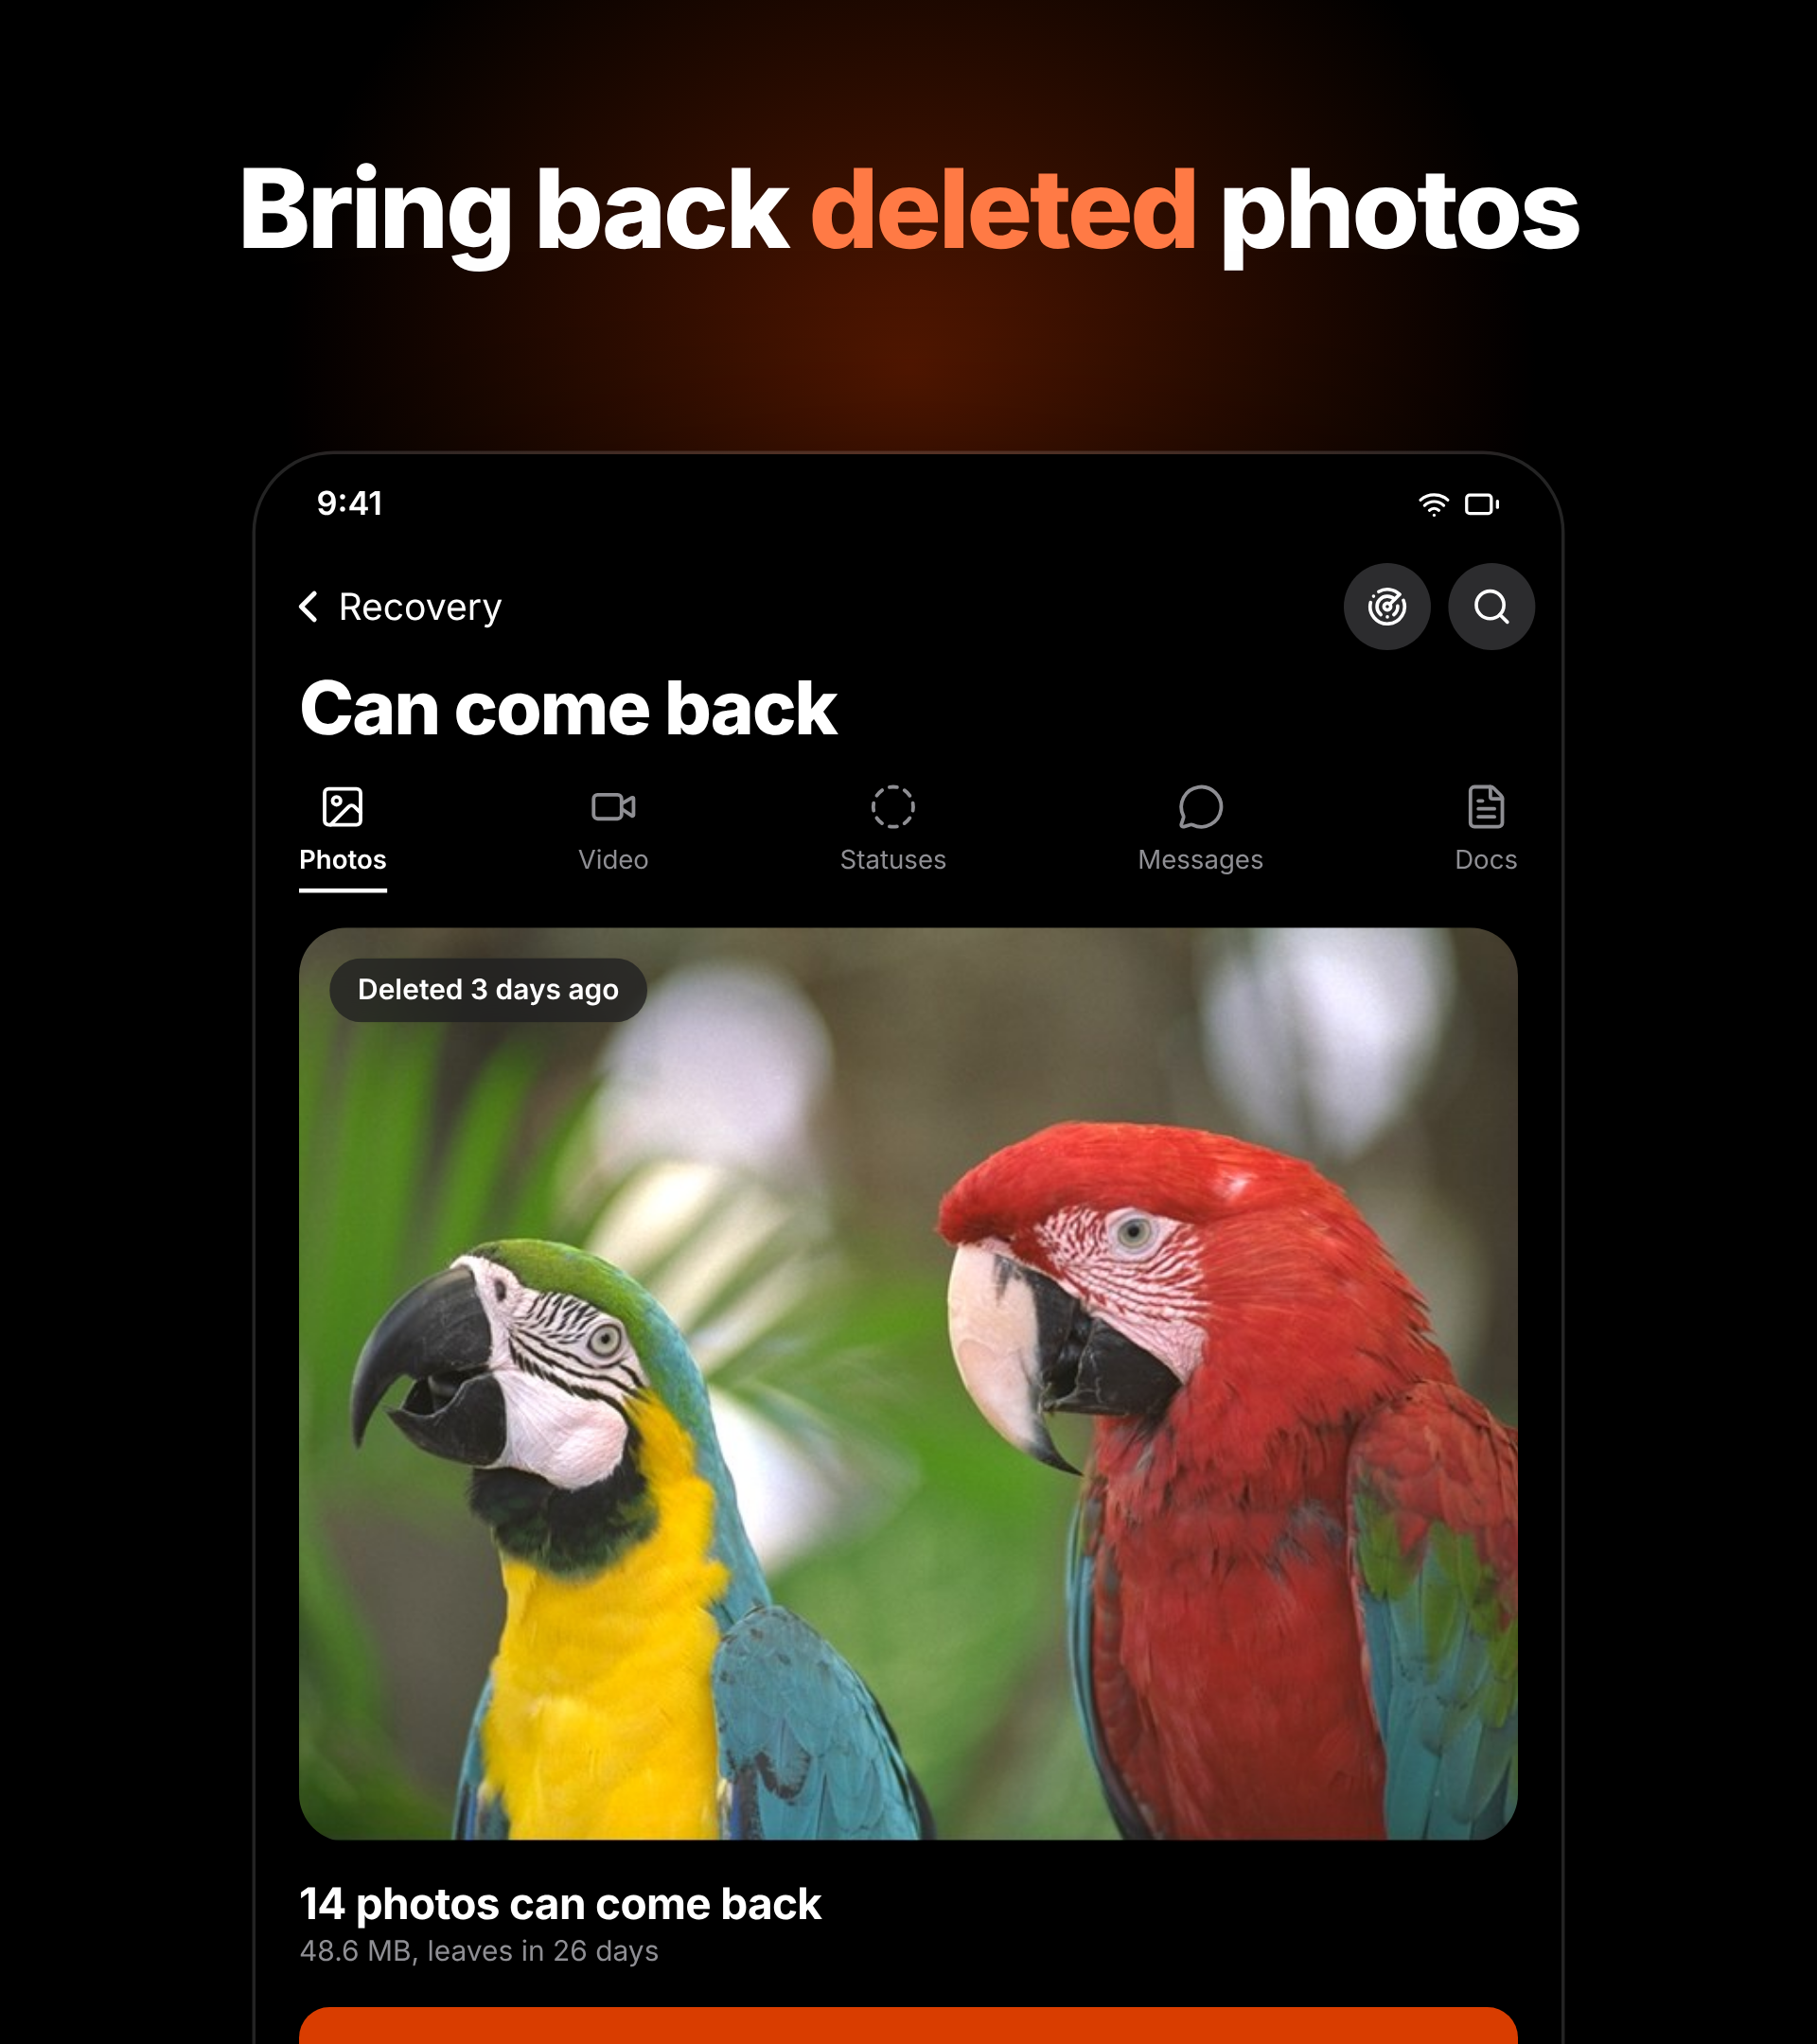 Bring back deleted photos
9:41
Recovery
Can come back
Photos
Video
Statuses
Messages
Docs
Deleted 3 days ago
14 photos can come back
48.6 MB, leaves in 26 days